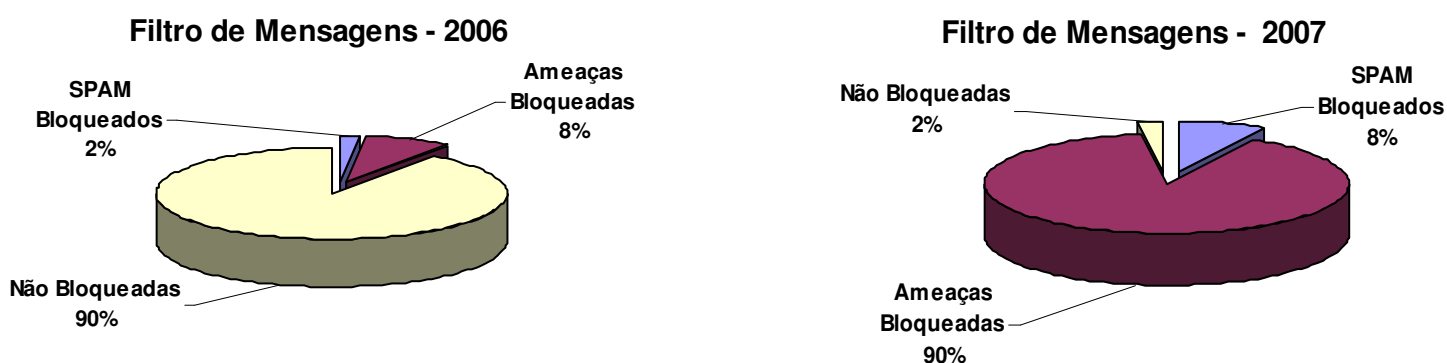 Filtro de Mensagens - 2006
SPAM
Bloqueados
2%
Ameaças
Bloqueadas
8%
Não Bloqueadas
90%
Filtro de Mensagens - 2007
Não Bloqueadas
2%
SPAM
Bloqueados
8%
Ameaças
Bloqueadas
90%